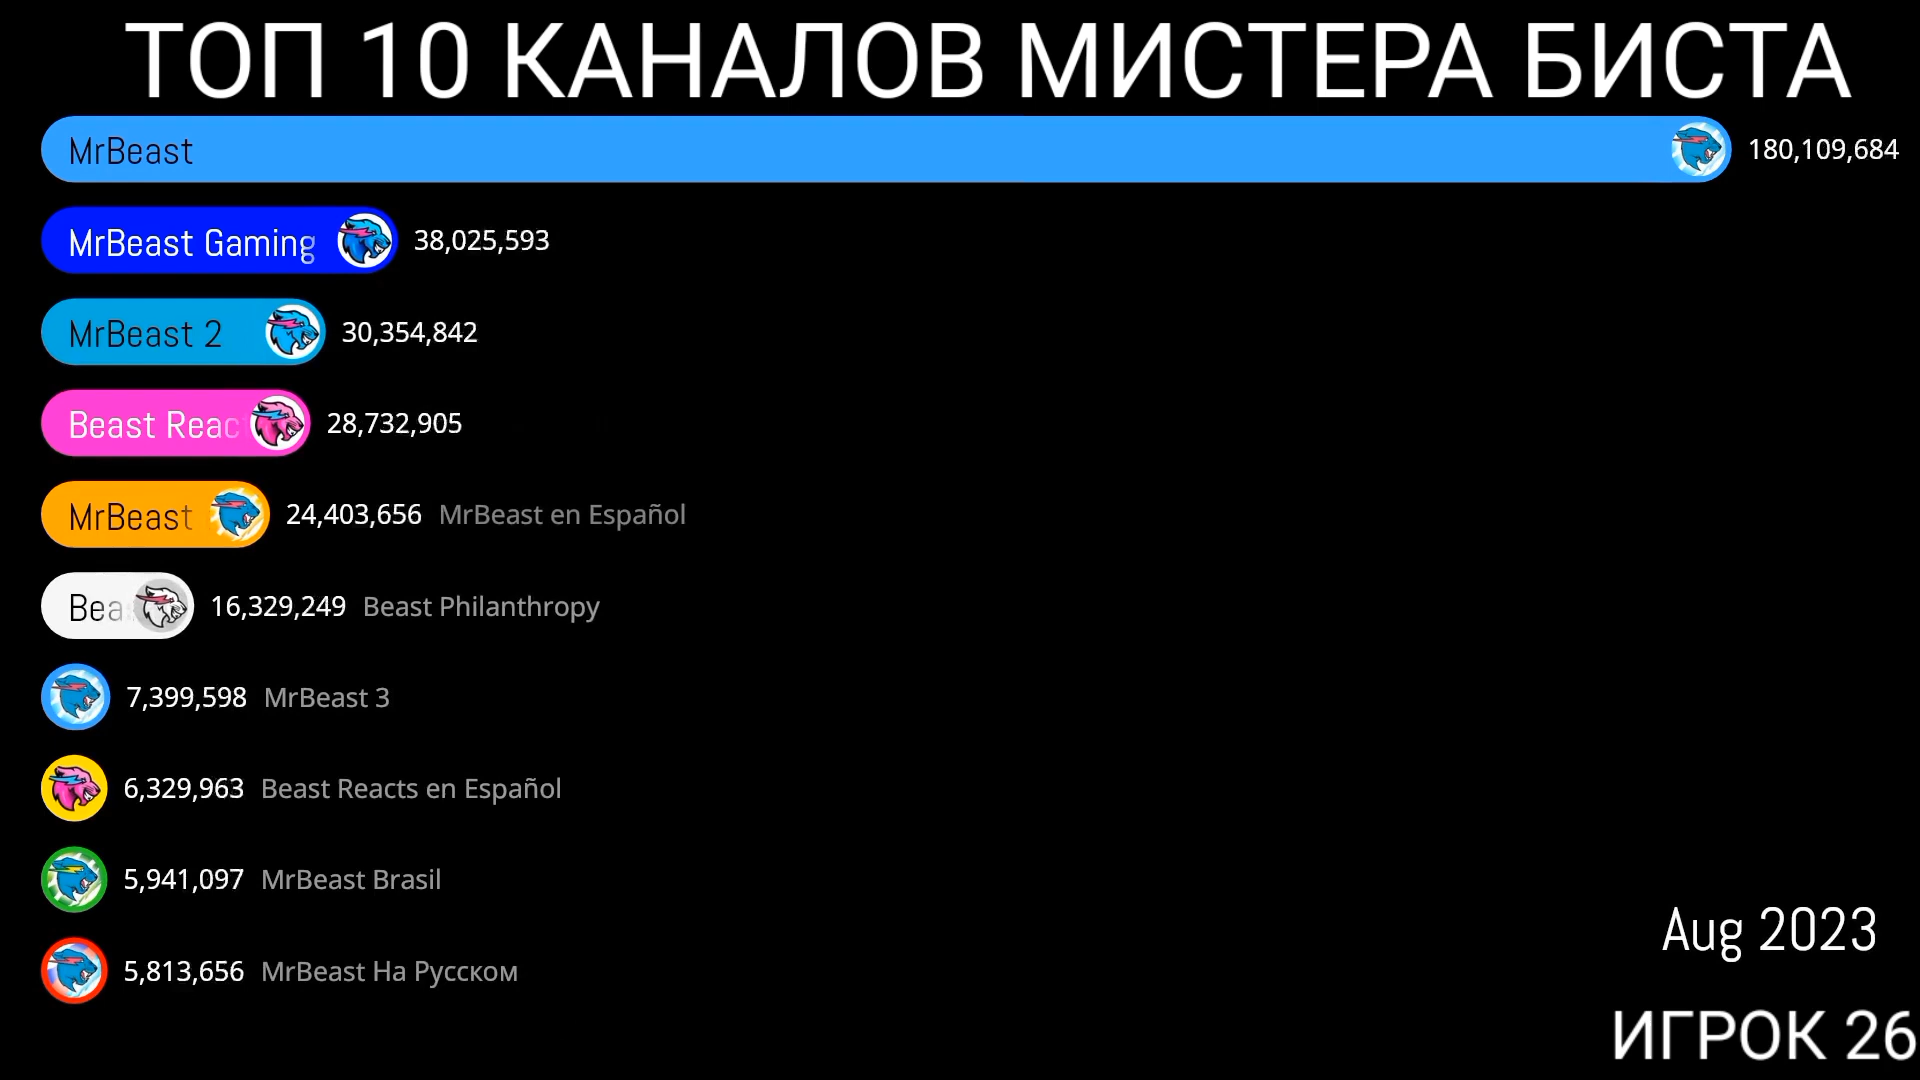 ТОП 10 КАНАЛОВ МИСТЕРА БИСТА
MrBeast 180,109,684
MrBeast Gaming 38,025,593
MrBeast 2 30,354,842
Beast Reac 28,732,905
MrBeast 24,403,656 MrBeast en Español
Bea 16,329,249 Beast Philanthropy
7,399,598 MrBeast 3
6,329,963 Beast Reacts en Español
5,941,097 MrBeast Brasil
5,813,656 MrBeast На Русском
Aug 2023
ИГРОК 26